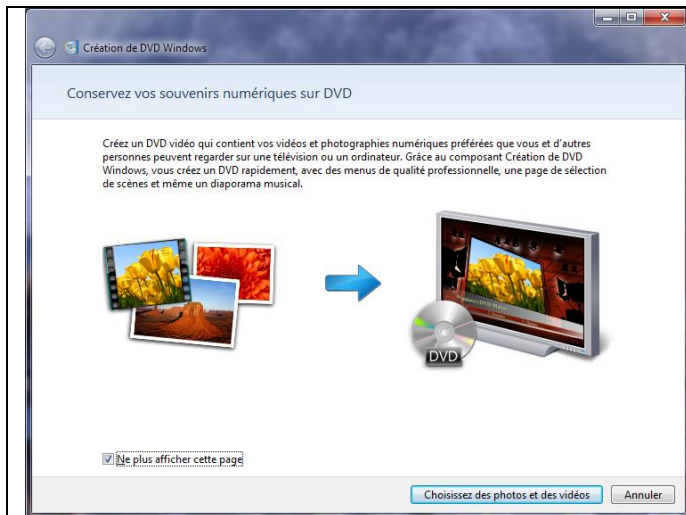 Création de DVD Windows
Conservez vos souvenirs numériques sur DVD
Créez un DVD vidéo qui contient vos vidéos et photographies numériques préférées que vous et d'autres
personnes peuvent regarder sur une télévision ou un ordinateur. Grâce au composant Création de DVD
Windows, vous créez un DVD rapidement, avec des menus de qualité professionnelle, une page de sélection
de scènes et même un diaporama musical.
Windows DVD Maker
DVD
Ne plus afficher cette page
Choisissez des photos et des vidéos
Annuler